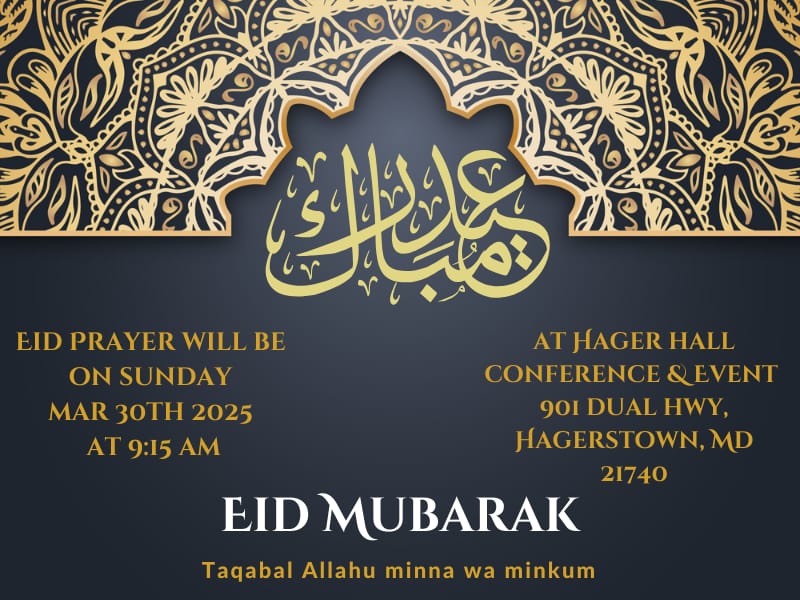 عيد مبارك
Eid Prayer will be
on Sunday
Mar 30th 2025
at 9:15 am
at Hager hall
Conference & Event
901 dual hwy,
Hagerstown, MD
21740
Eid Mubarak
Taqabal Allahu minna wa minkum